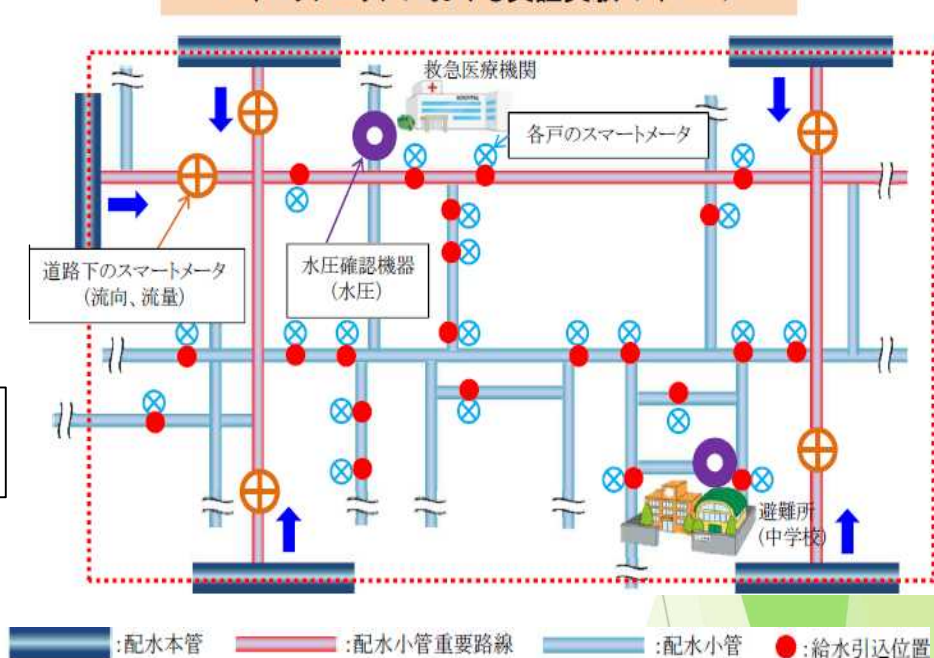 救急医療機関
HOSPITAL
各戸のスマートメータ
道路下のスマートメータ
(流向、流量)
水圧確認機器
(水圧)
避難所
(中学校)
:配水本管
:配水小管重要路線
:配水小管
:給水引込位置